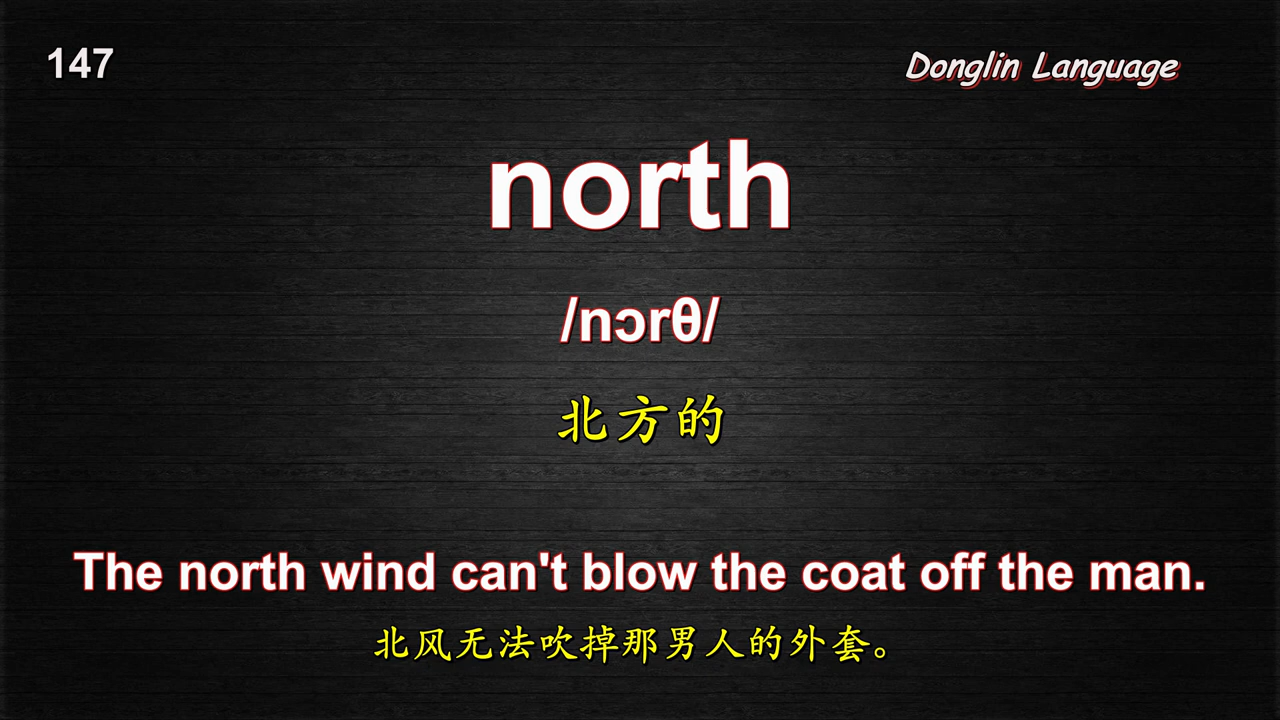 147
Donglin Language
north
/nɔrθ/
北方的
The north wind can't blow the coat off the man.
北风无法吹掉那男人的外套。